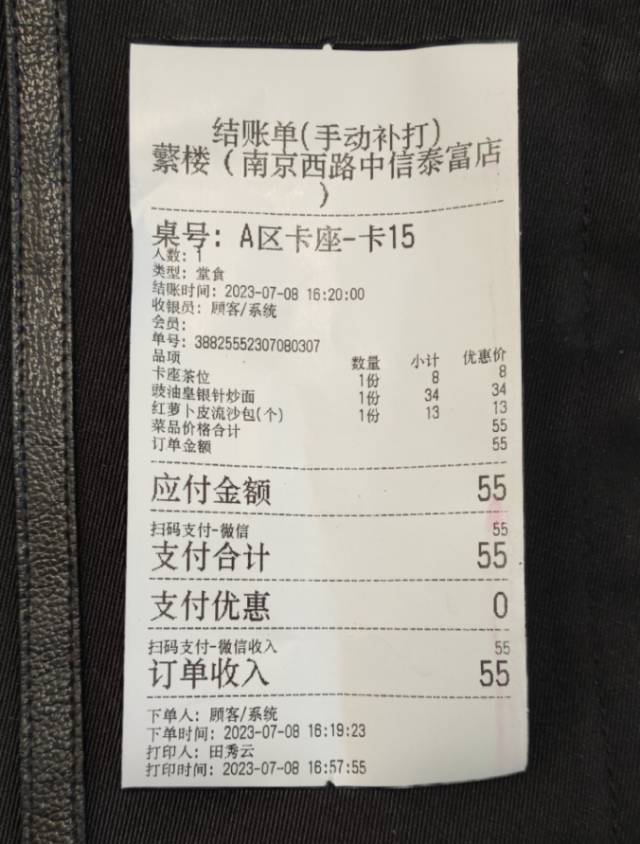 结账单(手动补打)
蘩楼（南京西路中信泰富店
）
桌号: A区卡座-卡15
人数: 1
类型: 堂食
结账时间: 2023-07-08 16:20:00
收银员: 顾客/系统
会员:
单号: 38825552307080307
品项 数量 小计 优惠价
卡座茶位 1份 8 8
豉油皇银针炒面 1份 34 34
红萝卜皮流沙包(个) 1份 13 13
菜品价格合计 55
订单金额 55
应付金额 55
扫码支付-微信 55
支付合计 55
支付优惠 0
扫码支付-微信收入 55
订单收入 55
下单人: 顾客/系统
下单时间: 2023-07-08 16:19:23
打印人: 田秀云
打印时间: 2023-07-08 16:57:55